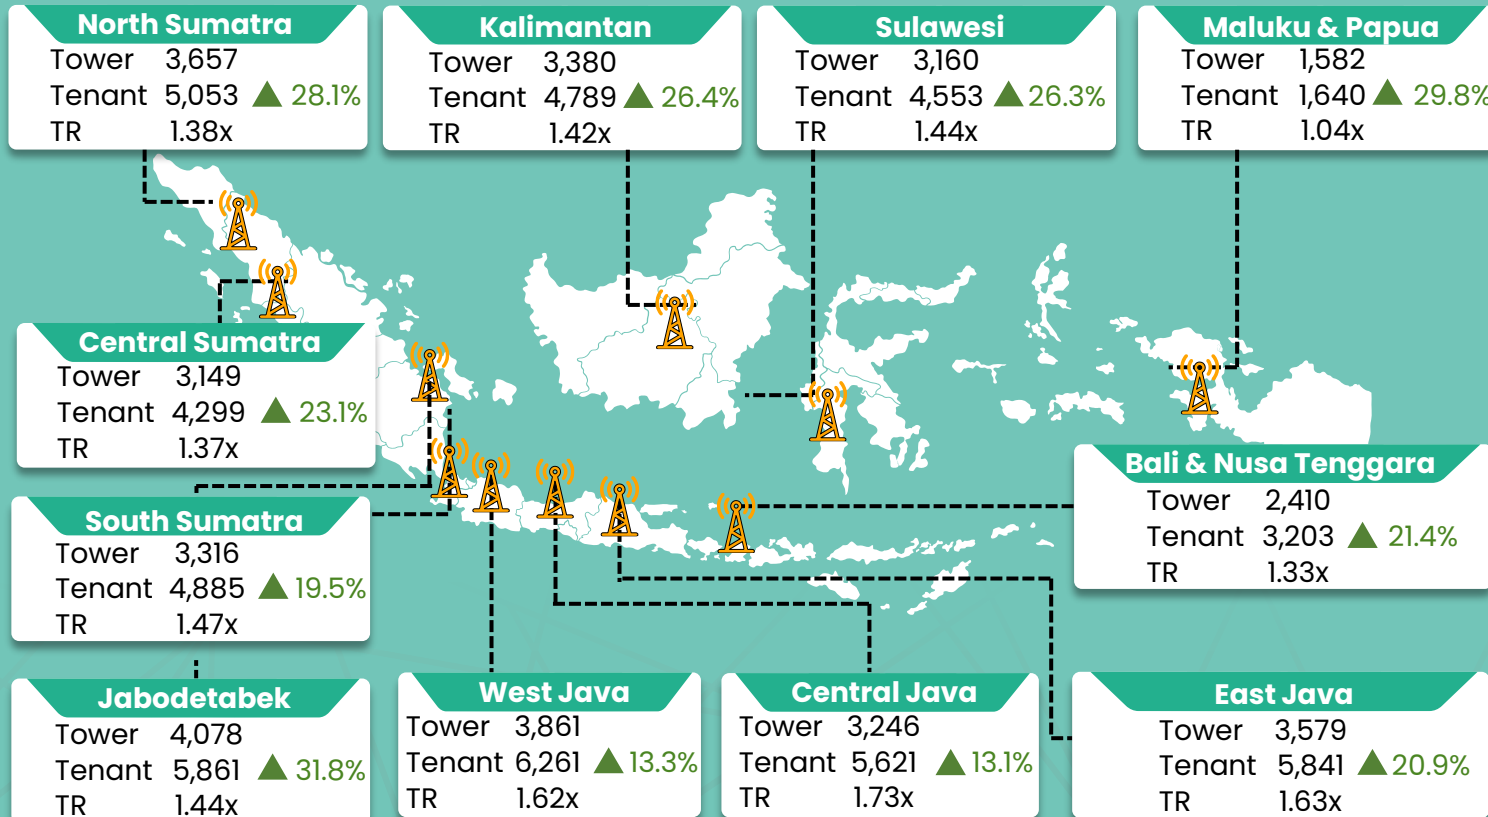 North Sumatra
Tower 3,657
Tenant 5,053 ▲ 28.1%
TR 1.38x
Kalimantan
Tower 3,380
Tenant 4,789 ▲ 26.4%
TR 1.42x
Sulawesi
Tower 3,160
Tenant 4,553 ▲ 26.3%
TR 1.44x
Maluku & Papua
Tower 1,582
Tenant 1,640 ▲ 29.8%
TR 1.04x
Central Sumatra
Tower 3,149
Tenant 4,299 ▲ 23.1%
TR 1.37x
Bali & Nusa Tenggara
Tower 2,410
Tenant 3,203 ▲ 21.4%
TR 1.33x
South Sumatra
Tower 3,316
Tenant 4,885 ▲ 19.5%
TR 1.47x
Jabodetabek
Tower 4,078
Tenant 5,861 ▲ 31.8%
TR 1.44x
West Java
Tower 3,861
Tenant 6,261 ▲ 13.3%
TR 1.62x
Central Java
Tower 3,246
Tenant 5,621 ▲ 13.1%
TR 1.73x
East Java
Tower 3,579
Tenant 5,841 ▲ 20.9%
TR 1.63x